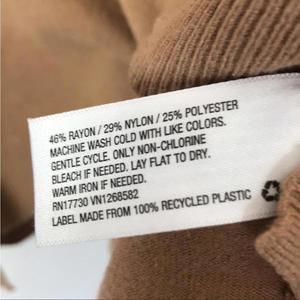 46% RAYON / 29% NYLON / 25% POLYESTER
MACHINE WASH COLD WITH LIKE COLORS.
GENTLE CYCLE. ONLY NON-CHLORINE
BLEACH IF NEEDED. LAY FLAT TO DRY.
WARM IRON IF NEEDED.
RN17730 VN1268582
LABEL MADE FROM 100% RECYCLED PLASTIC